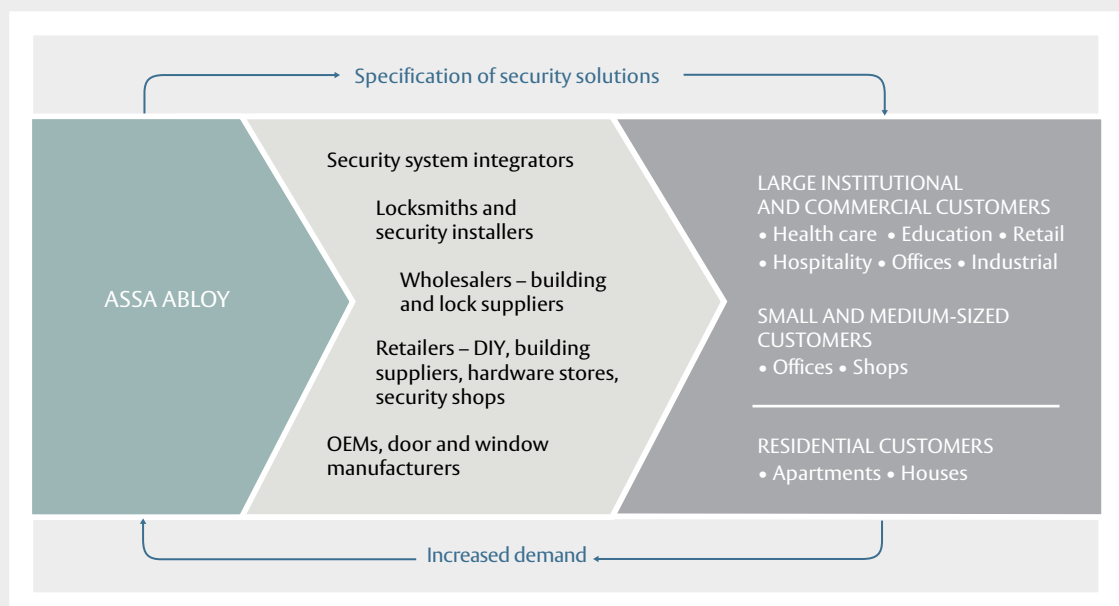 Specification of security solutions
ASSA ABLOY
Security system integrators
Locksmiths and
security installers
Wholesalers – building
and lock suppliers
Retailers – DIY, building
suppliers, hardware stores,
security shops
OEMs, door and window
manufacturers
LARGE INSTITUTIONAL
AND COMMERCIAL CUSTOMERS
• Health care • Education • Retail
• Hospitality • Offices • Industrial
SMALL AND MEDIUM-SIZED
CUSTOMERS
• Offices • Shops
RESIDENTIAL CUSTOMERS
• Apartments • Houses
Increased demand